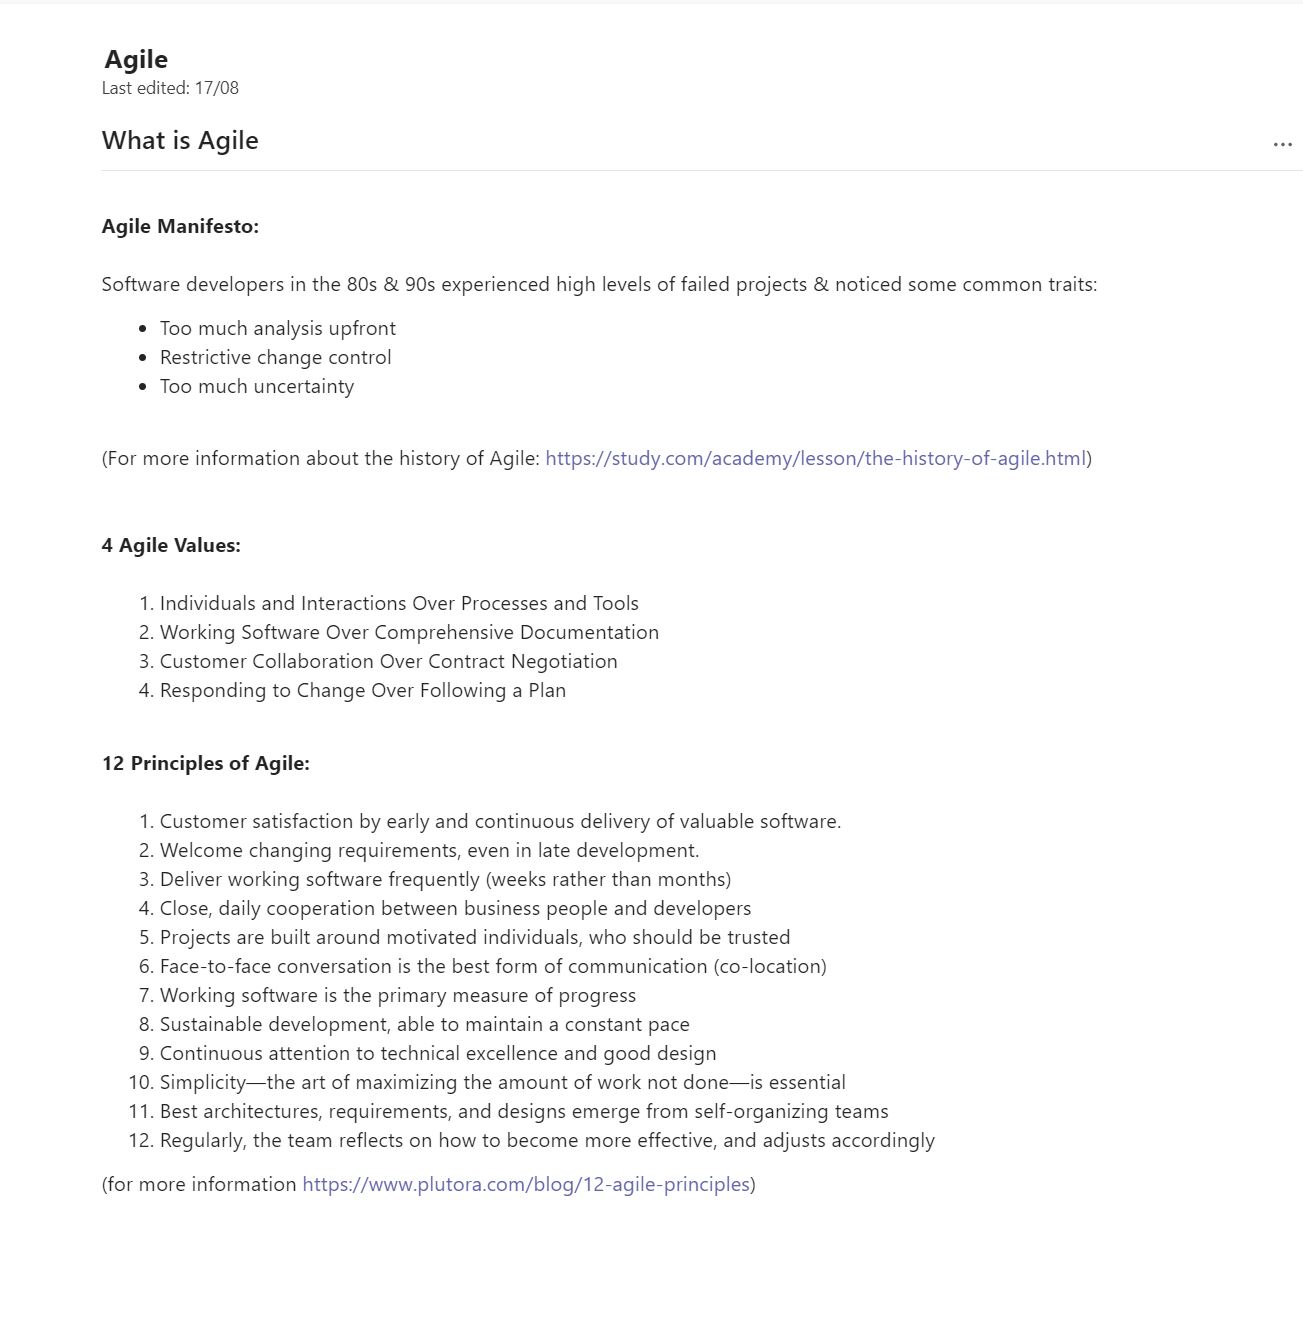 Agile
Last edited: 17/08
What is Agile
Agile Manifesto:
Software developers in the 80s & 90s experienced high levels of failed projects & noticed some common traits:
• Too much analysis upfront
• Restrictive change control
• Too much uncertainty
(For more information about the history of Agile: https://study.com/academy/lesson/the-history-of-agile.html)
4 Agile Values:
1. Individuals and Interactions Over Processes and Tools
2. Working Software Over Comprehensive Documentation
3. Customer Collaboration Over Contract Negotiation
4. Responding to Change Over Following a Plan
12 Principles of Agile:
1. Customer satisfaction by early and continuous delivery of valuable software.
2. Welcome changing requirements, even in late development.
3. Deliver working software frequently (weeks rather than months)
4. Close, daily cooperation between business people and developers
5. Projects are built around motivated individuals, who should be trusted
6. Face-to-face conversation is the best form of communication (co-location)
7. Working software is the primary measure of progress
8. Sustainable development, able to maintain a constant pace
9. Continuous attention to technical excellence and good design
10. Simplicity—the art of maximizing the amount of work not done—is essential
11. Best architectures, requirements, and designs emerge from self-organizing teams
12. Regularly, the team reflects on how to become more effective, and adjusts accordingly
(for more information https://www.plutora.com/blog/12-agile-principles)